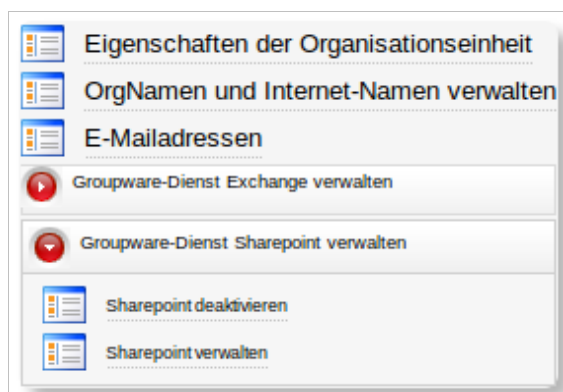 Eigenschaften der Organisationseinheit
OrgNamen und Internet-Namen verwalten
E-Mailadressen
Groupware-Dienst Exchange verwalten
Groupware-Dienst Sharepoint verwalten
Sharepoint deaktivieren
Sharepoint verwalten